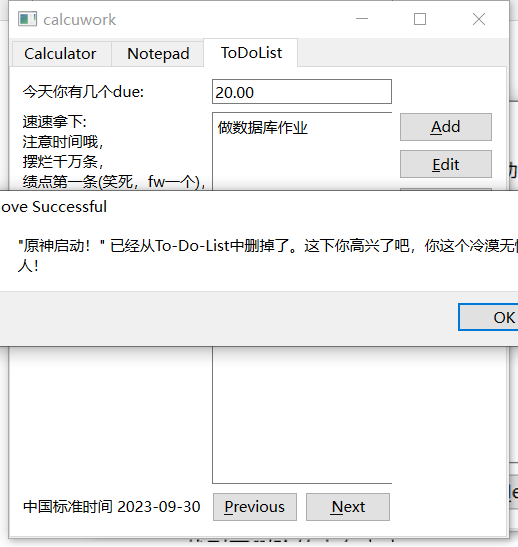 calcuwork
Calculator Notepad ToDoList
今天你有几个due: 20.00
速速拿下: 做数据库作业 Add
注意时间哦，
摆烂千万条， Edit
绩点第一条(笑死，fw一个)，
ove Successful
"原神启动！" 已经从To-Do-List中删掉了。这下你高兴了吧，你这个冷漠无
人！
OK
中国标准时间 2023-09-30 Previous Next